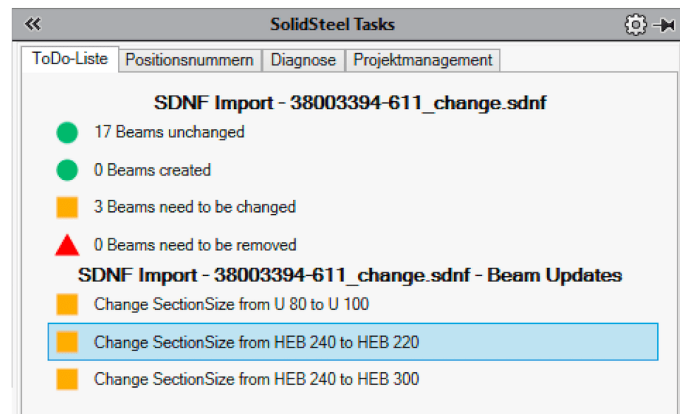 SolidSteel Tasks
ToDo-Liste Positionsnummern Diagnose Projektmanagement
SDNF Import - 38003394-611_change.sdnf
17 Beams unchanged
0 Beams created
3 Beams need to be changed
0 Beams need to be removed
SDNF Import - 38003394-611_change.sdnf - Beam Updates
Change SectionSize from U 80 to U 100
Change SectionSize from HEB 240 to HEB 220
Change SectionSize from HEB 240 to HEB 300